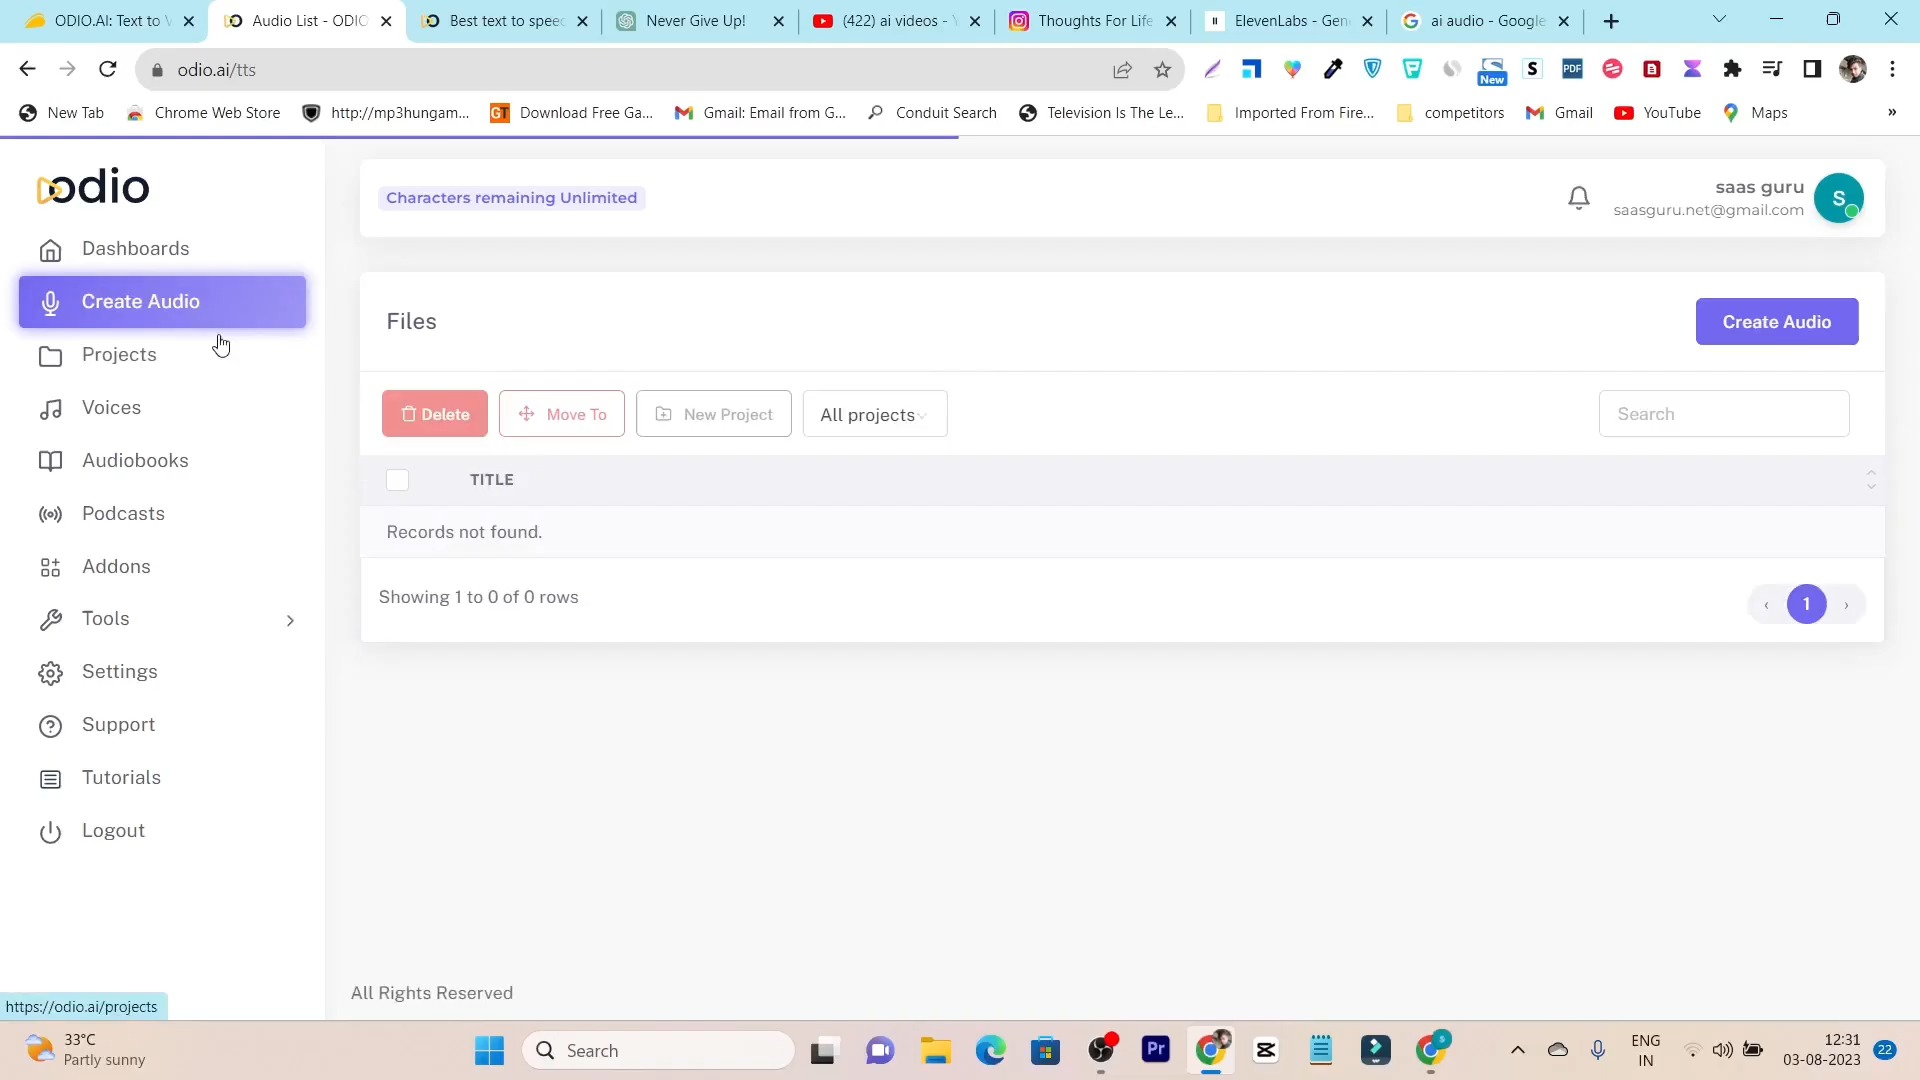 ODIO.AI: Text to V
Audio List - ODIO
Best text to speec
Never Give Up!
(422) ai videos - Y
Thoughts For Life
ElevenLabs - Gene
ai audio - Google
odio.ai/tts
New
PDF
New Tab
Chrome Web Store
http://mp3hungam...
GT
Download Free Ga...
Gmail: Email from G...
Conduit Search
Television Is The Le...
Imported From Fire...
competitors
Gmail
YouTube
Maps
»
odio
Characters remaining Unlimited
saas guru
saasguru.net@gmail.com
S
Dashboards
Create Audio
Projects
Voices
Audiobooks
Podcasts
Addons
Tools
Settings
Support
Tutorials
Logout
Files
Create Audio
Delete
Move To
New Project
All projects
Search
TITLE
Records not found.
Showing 1 to 0 of 0 rows
‹ 1 ›
All Rights Reserved
https://odio.ai/projects
33°C
Partly sunny
Search
Pr
ENG
IN
12:31
03-08-2023
22